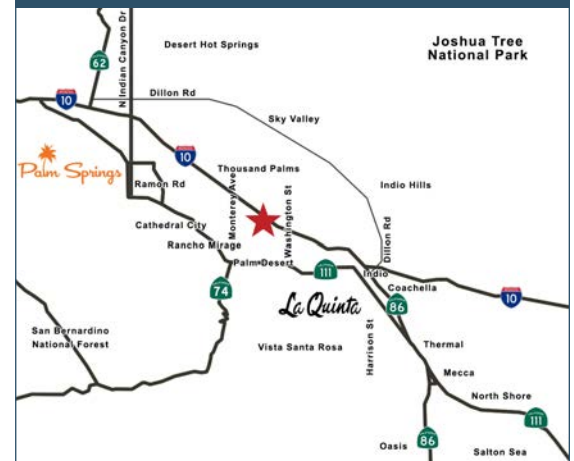 Desert Hot Springs
Joshua Tree
National Park
62
N Indian Canyon Dr
10
Dillon Rd
Sky Valley
10
Palm Springs
Thousand Palms
Ramon Rd
Monterey Ave
Indio Hills
Cathedral City
Washington St
Dillon Rd
Rancho Mirage
Palm Desert
111
Indio
74
Coachella
La Quinta
86
10
San Bernardino
National Forest
Vista Santa Rosa
Harrison St
Thermal
Mecca
North Shore
111
Oasis
86
Salton Sea